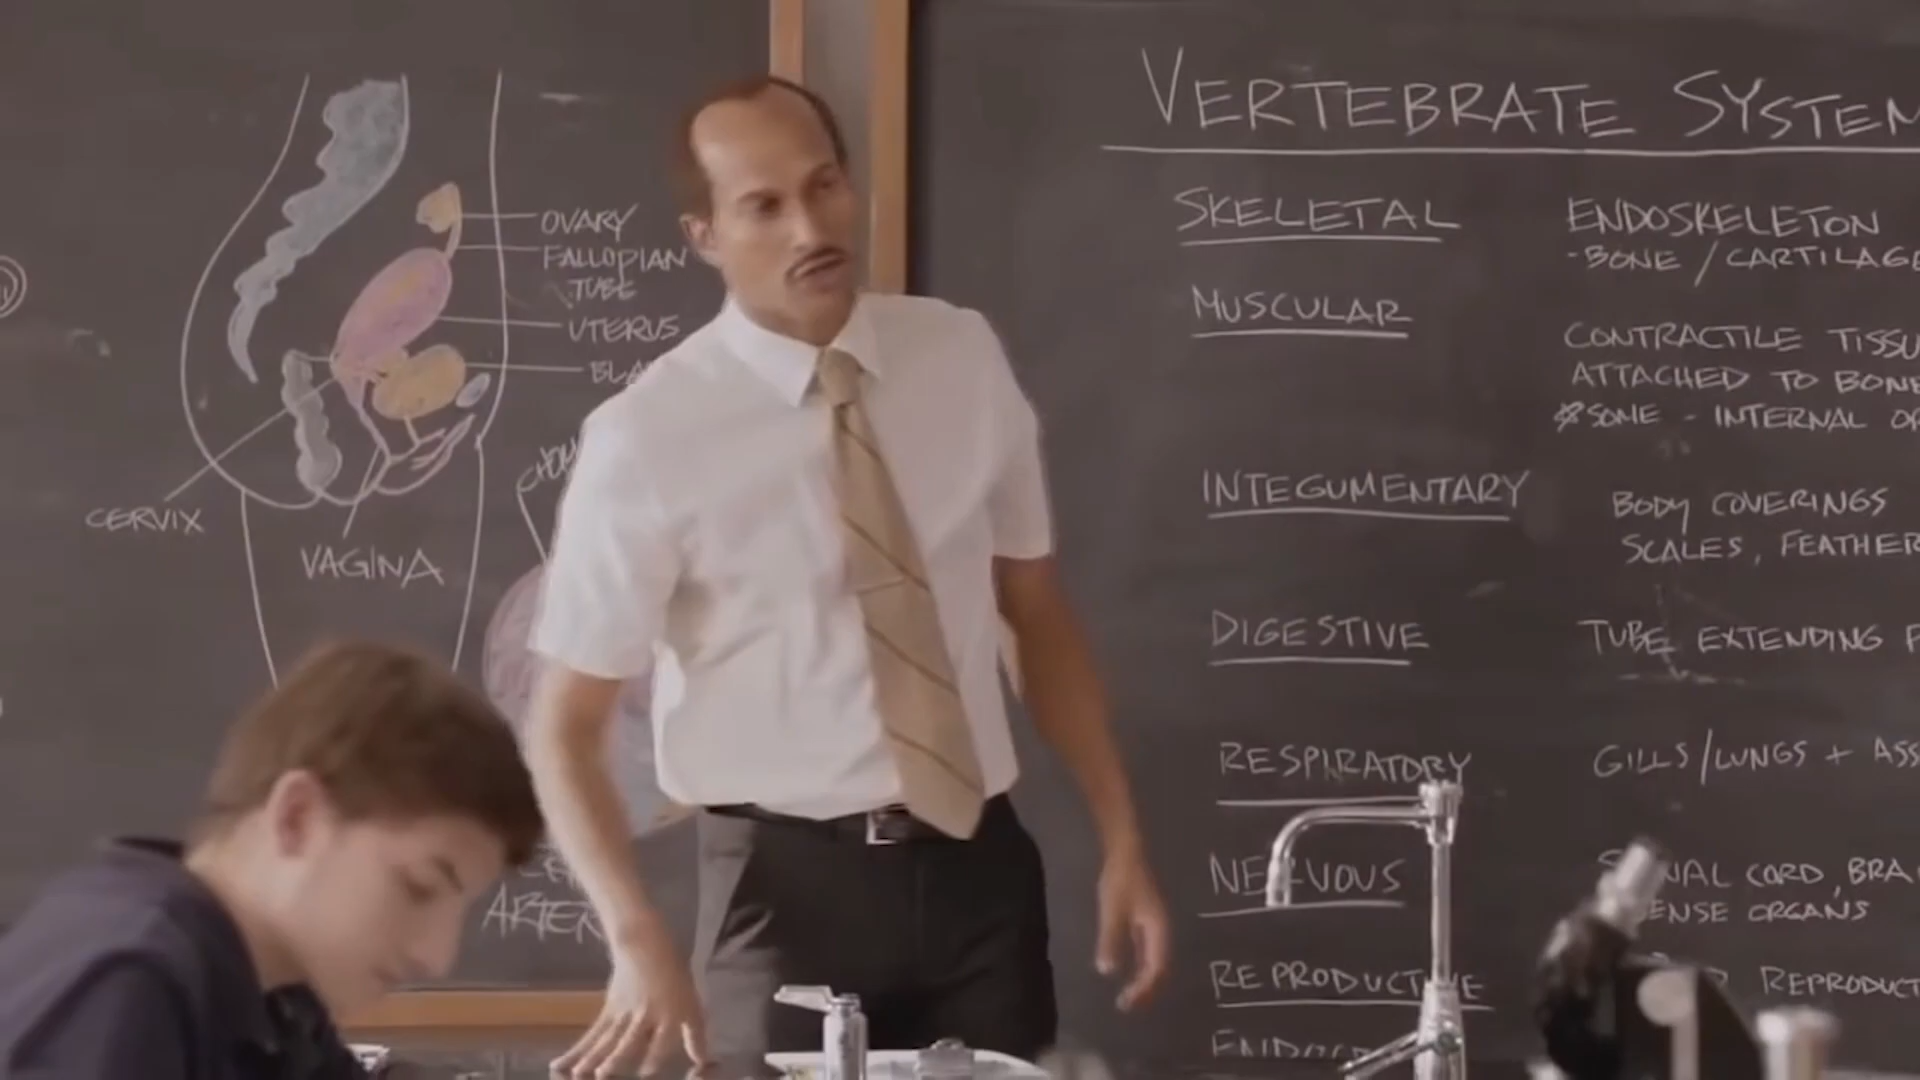 OVARY
FALLOPIAN
TUBE
UTERUS
CERVIX
VAGINA
VERTEBRATE SYSTEM
SKELETAL
ENDOSKELETON
-BONE / CARTILAGE
MUSCULAR
CONTRACTILE TISSU
ATTACHED TO BONE
*SOME - INTERNAL OR
INTEGUMENTARY
BODY COVERINGS
SCALES, FEATHER
DIGESTIVE
TUBE EXTENDING F
RESPIRATORY
GILLS/LUNGS + ASS
NERVOUS
CORD, BRA
ENSE ORGANS
REPRODUCTIVE
REPRODUCT